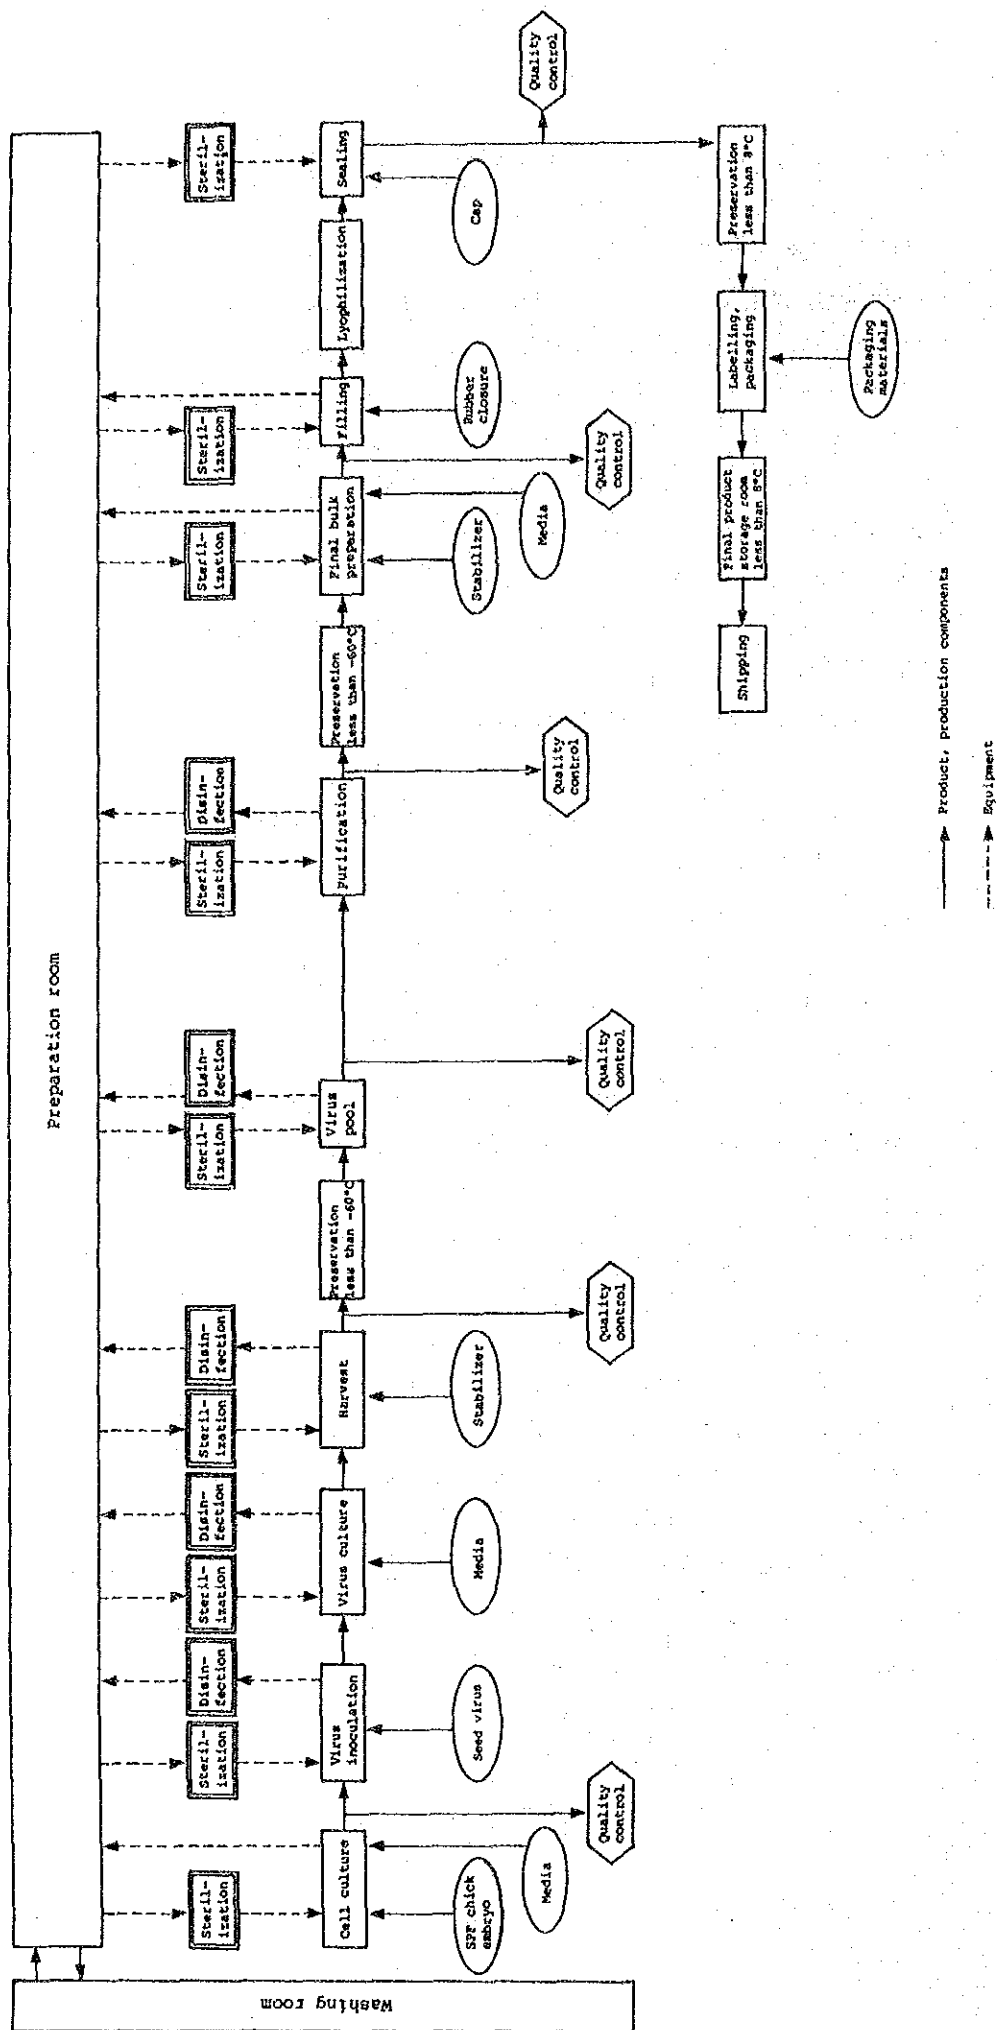 Washing room
Preparation room
Steril-
ization
Steril-
ization
Disin-
fection
Steril-
ization
Disin-
fection
Steril-
ization
Disin-
fection
Steril-
ization
Disin-
fection
Steril-
ization
Disin-
fection
Steril-
ization
Steril-
ization
Steril-
ization
Cell culture
Virus
inoculation
Virus culture
Harvest
Preservation
less than -60°C
Virus
pool
Purification
Preservation
less than -60°C
Final bulk
preparation
Filling
Lyophilization
Sealing
SPF chick
embryo
Media
Seed virus
Media
Stabilizer
Stabilizer
Media
Rubber
closure
Cap
Quality
control
Quality
control
Quality
control
Quality
control
Quality
control
Quality
control
Shipping
Final product
storage room
less than 8°C
Labelling,
packaging
Preservation
less than 8°C
Packaging
materials
Product, production components
Equipment